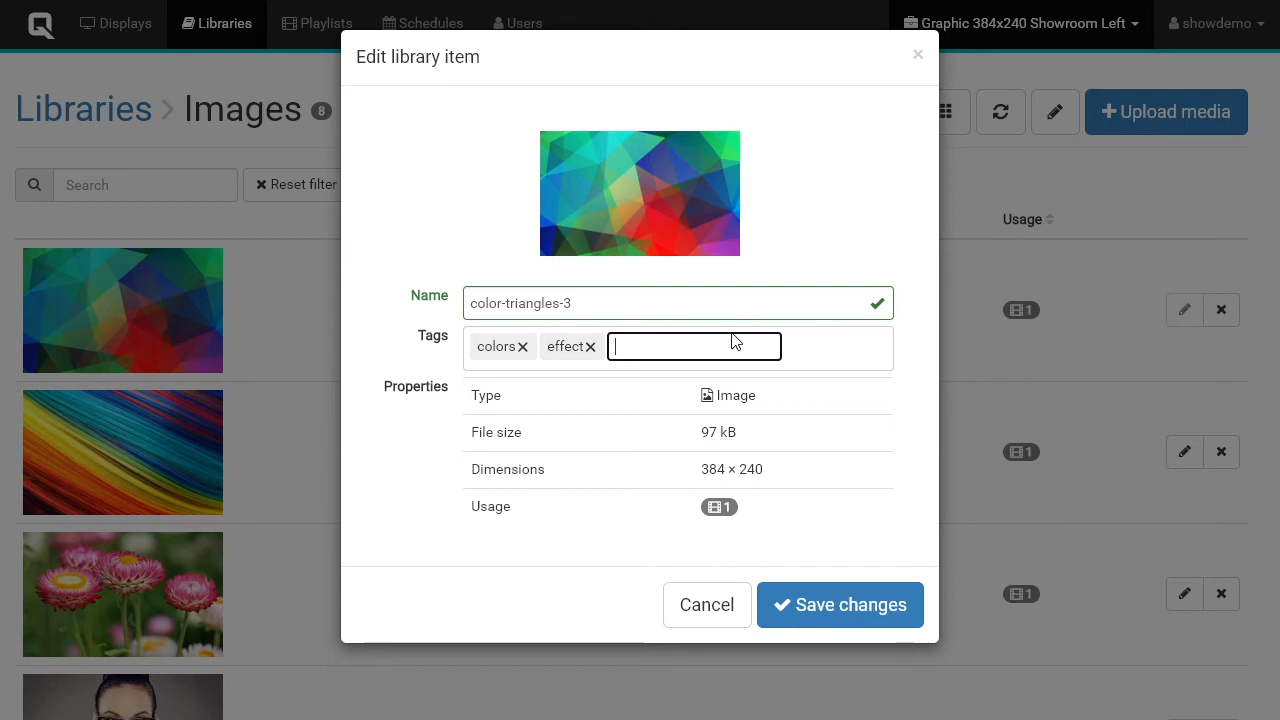 Displays Libraries Playlists Schedules Users Graphic 384x240 Showroom Left showdemo
Edit library item ×
Libraries Images 8 Upload media
Search Reset filter
Usage
Name color-triangles-3
Tags colors effect
Properties
Type Image
File size 97 kB
Dimensions 384 × 240
Usage 1
1
1
1
Cancel Save changes